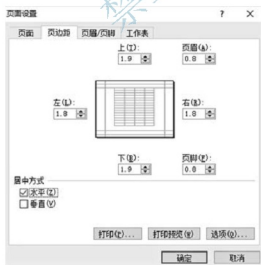 页面设置 ? ×
页面 页边距 页眉/页脚 工作表
上(T): 页眉(A):
1.9 0.8
左(L): 右(R):
1.8 1.8
下(B): 页脚(F):
1.9 0.0
居中方式
水平(Z)
垂直(V)
打印(P)... 打印预览(W) 选项(O)...
确定 取消